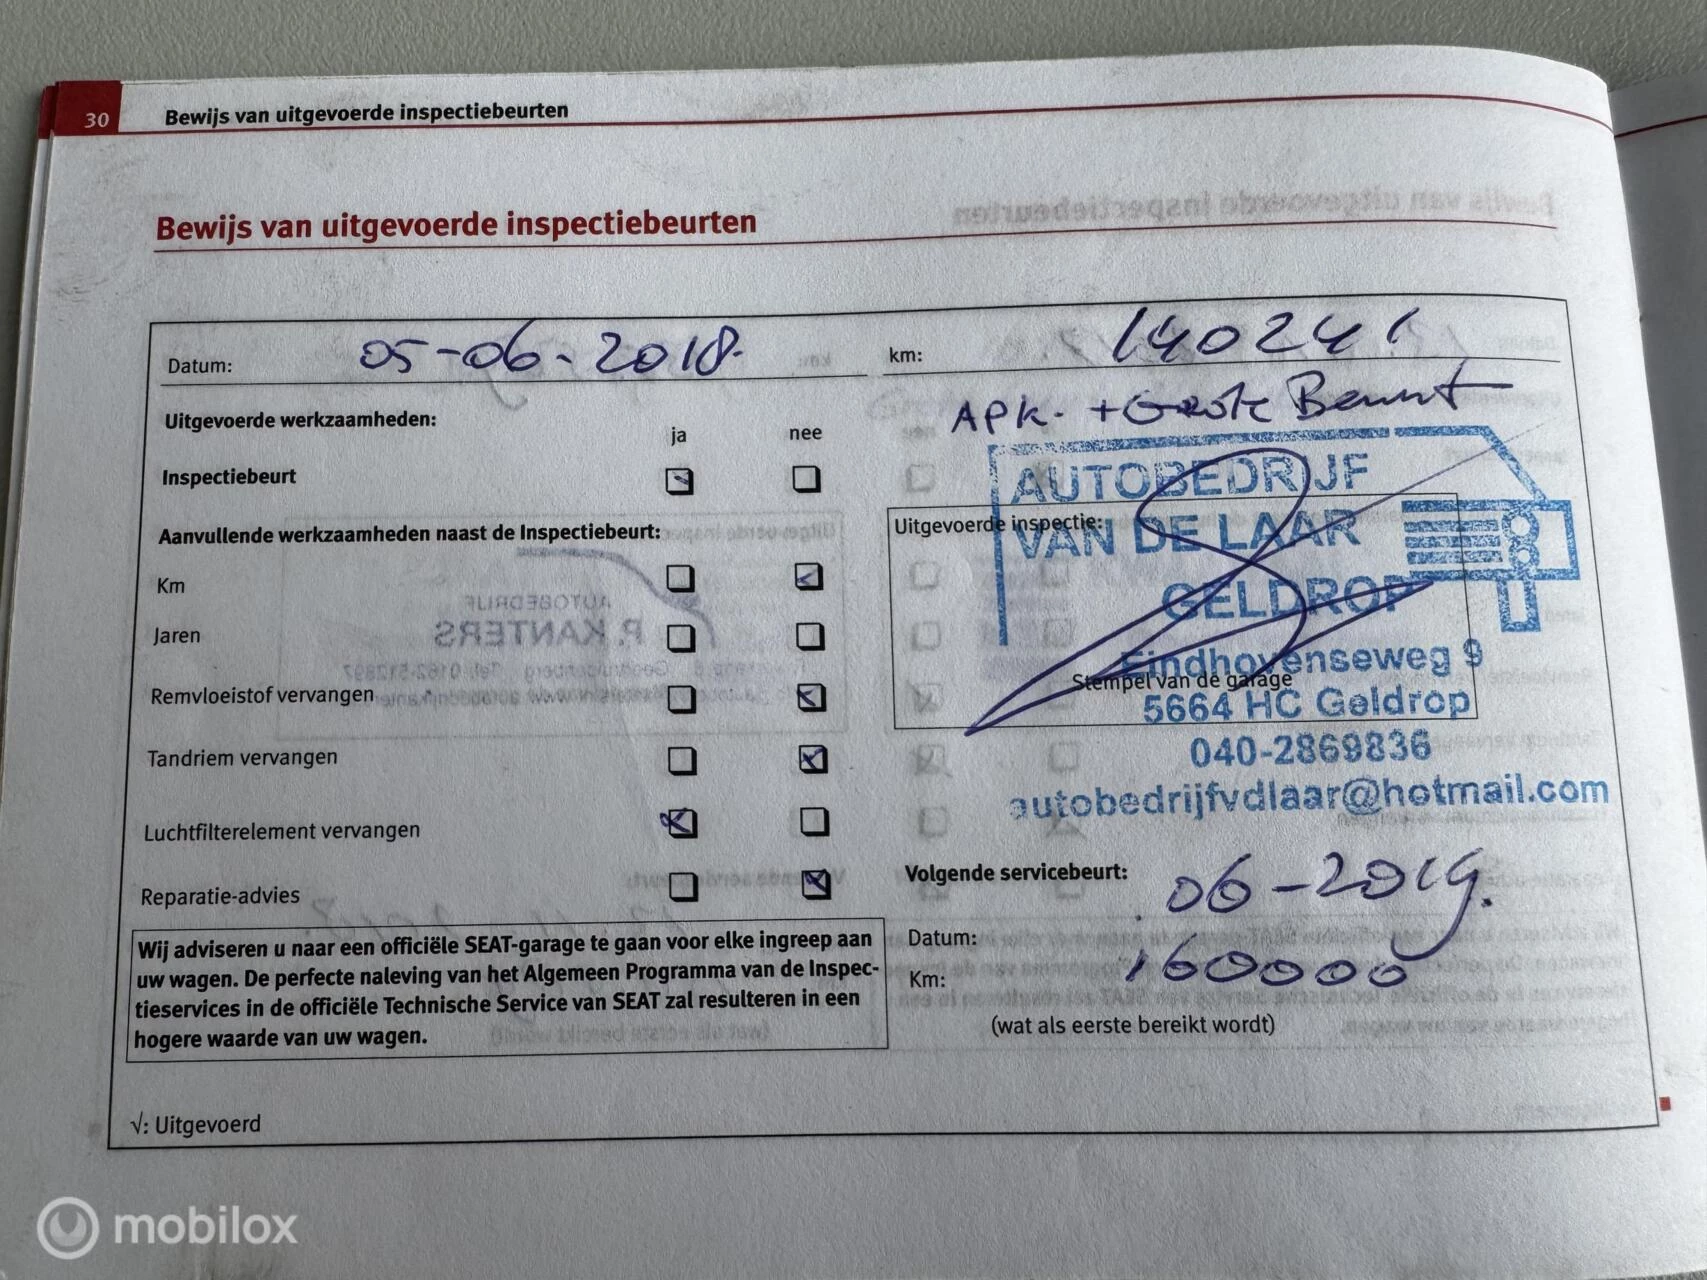 30 Bewijs van uitgevoerde inspectiebeurten
Bewijs van uitgevoerde inspectiebeurten
Datum: 05-06-2018. km: 140241
APK. + Grote Beurt
Uitgevoerde werkzaamheden:
ja nee
Inspectiebeurt
Aanvullende werkzaamheden naast de Inspectiebeurt:
Km
Jaren
Remvloeistof vervangen
Tandriem vervangen
Luchtfilterelement vervangen
Reparatie-advies
Wij adviseren u naar een officiële SEAT-garage te gaan voor elke ingreep aan
uw wagen. De perfecte naleving van het Algemeen Programma van de Inspec-
tieservices in de officiële Technische Service van SEAT zal resulteren in een
hogere waarde van uw wagen.
√: Uitgevoerd
AUTOBEDRIJF
Uitgevoerde inspectie:
VAN DE LAAR
GELDROP
Eindhovenseweg 9
Stempel van de garage
5664 HC Geldrop
040-2869836
autobedrijfvdlaar@hotmail.com
Volgende servicebeurt:
Datum: 06-2019.
Km: 160000
(wat als eerste bereikt wordt)
mobilox